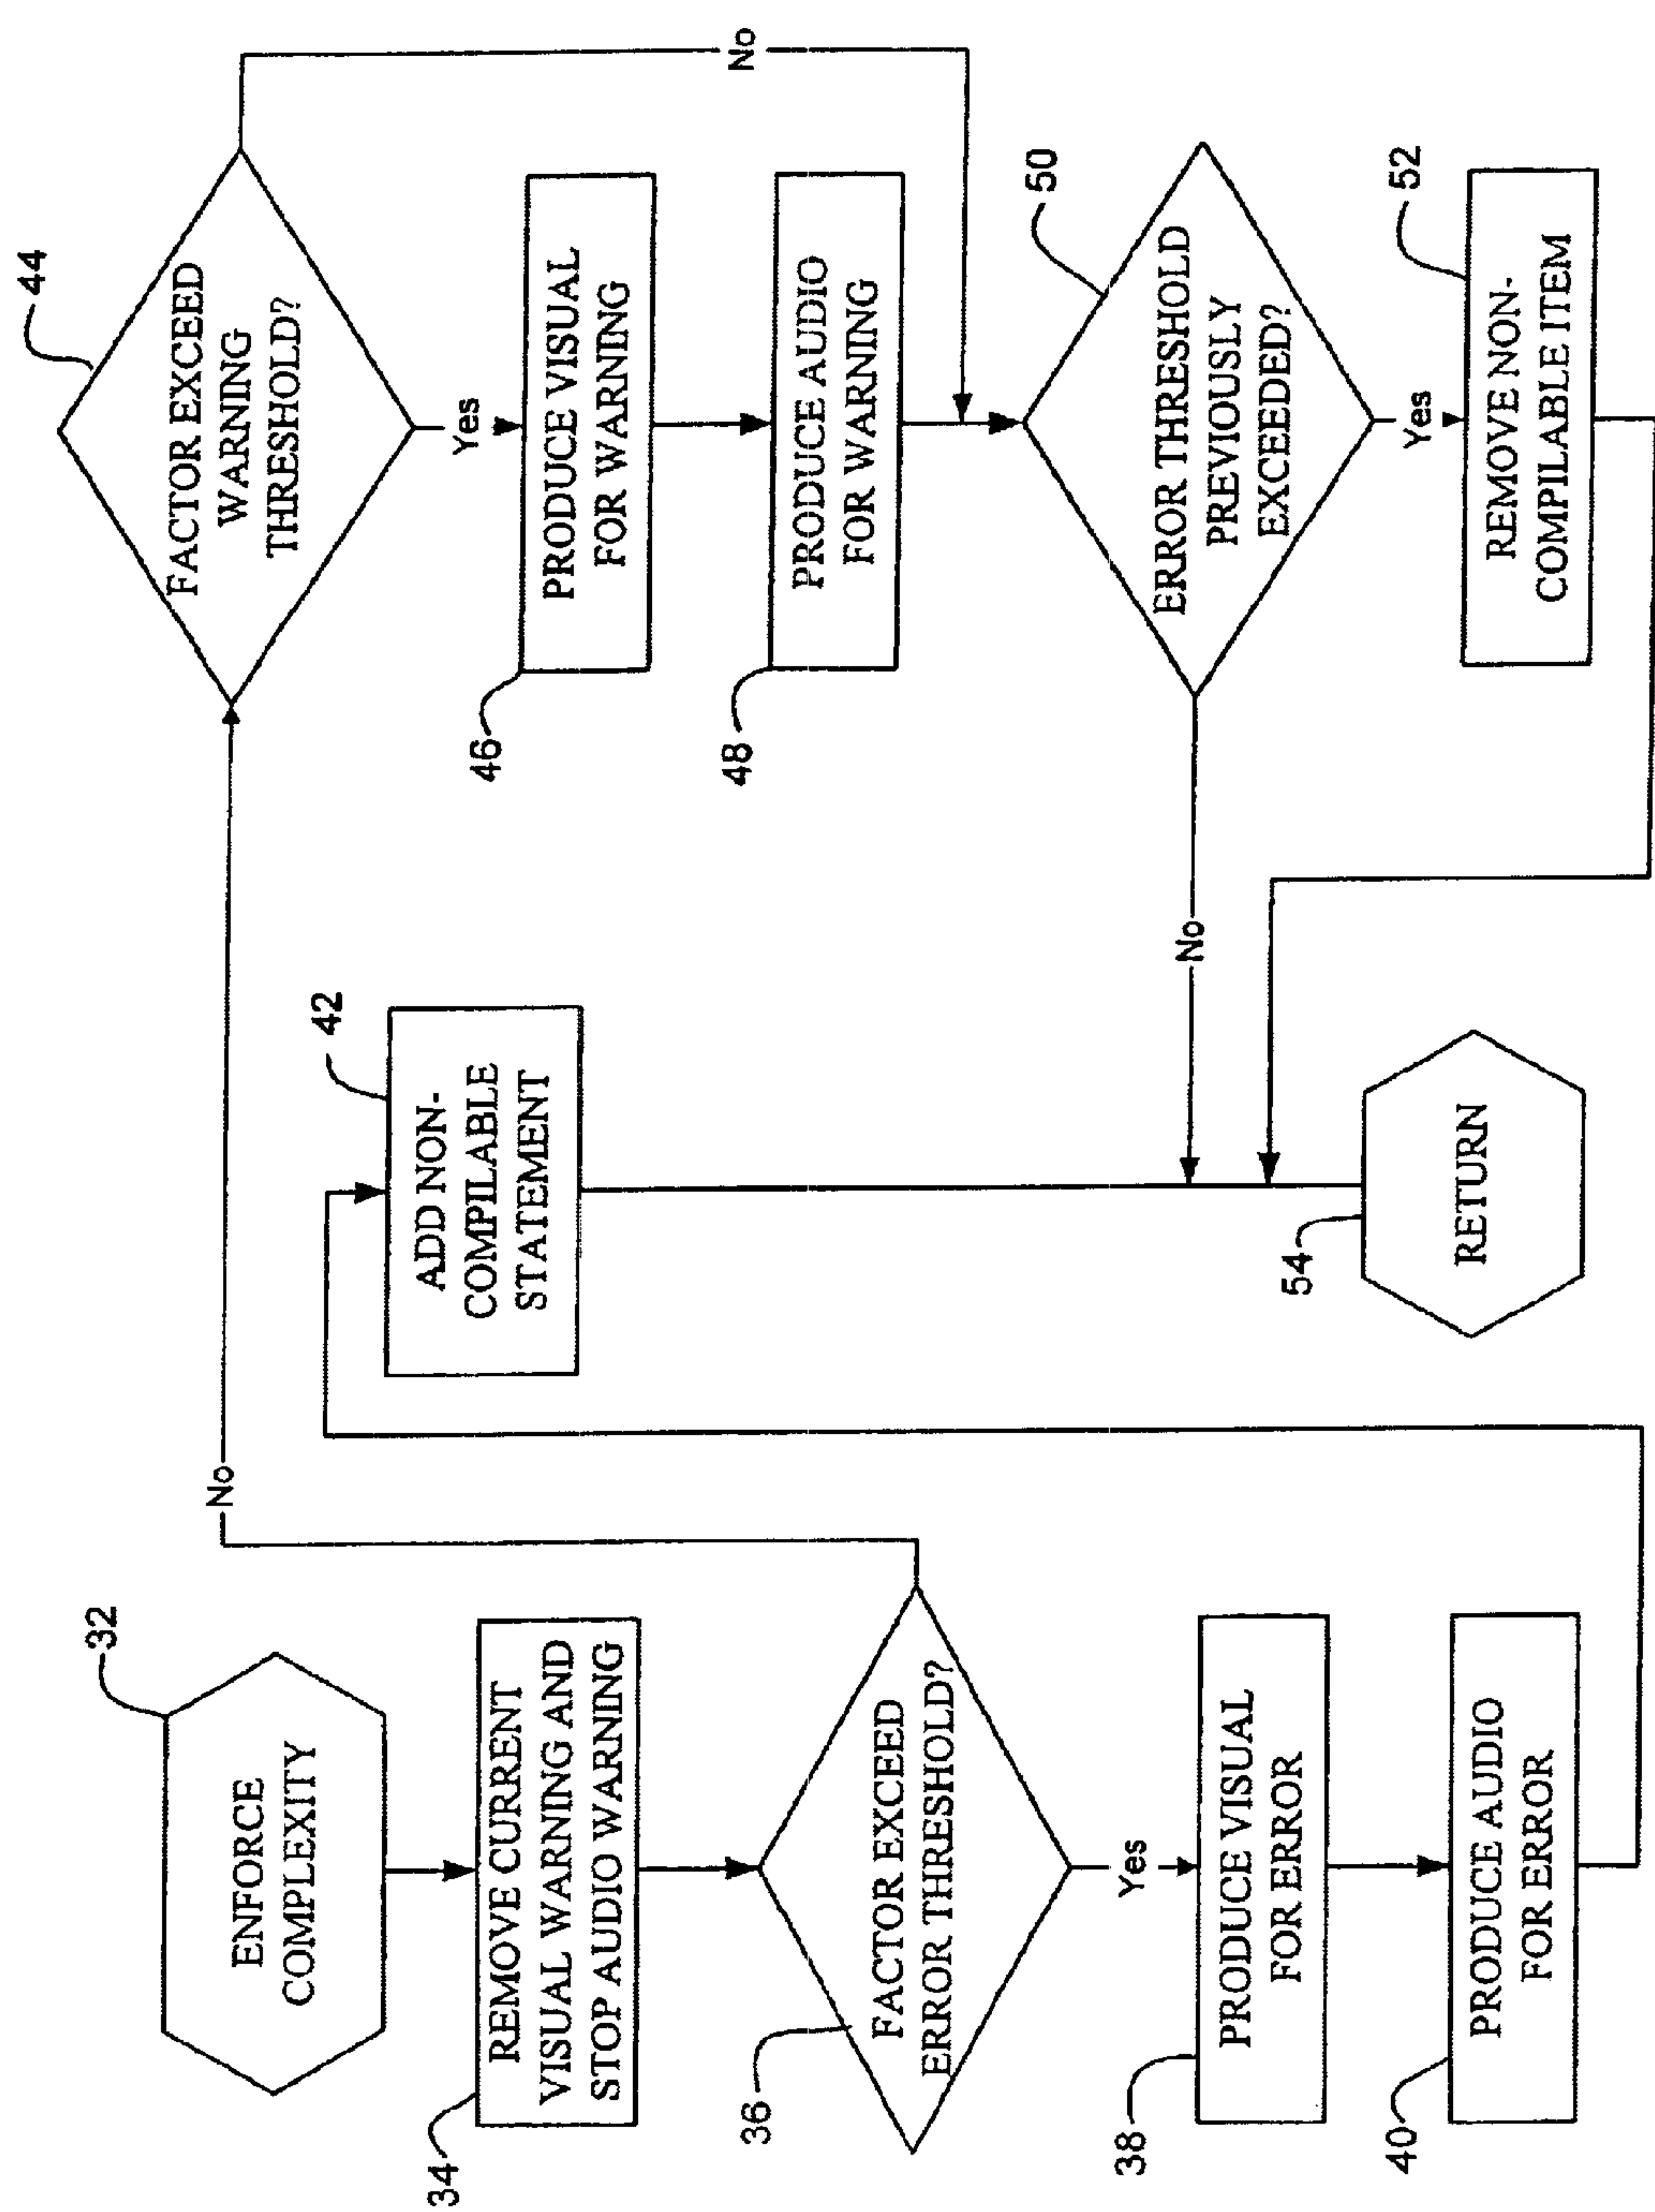 32
ENFORCE
COMPLEXITY
34
REMOVE CURRENT
VISUAL WARNING AND
STOP AUDIO WARNING
36
FACTOR EXCEED
ERROR THRESHOLD?
No
Yes
38
PRODUCE VISUAL
FOR ERROR
40
PRODUCE AUDIO
FOR ERROR
42
ADD NON-
COMPILABLE
STATEMENT
54
RETURN
44
FACTOR EXCEED
WARNING
THRESHOLD?
No
Yes
46
PRODUCE VISUAL
FOR WARNING
48
PRODUCE AUDIO
FOR WARNING
50
ERROR THRESHOLD
PREVIOUSLY
EXCEEDED?
No
Yes
52
REMOVE NON-
COMPILABLE ITEM